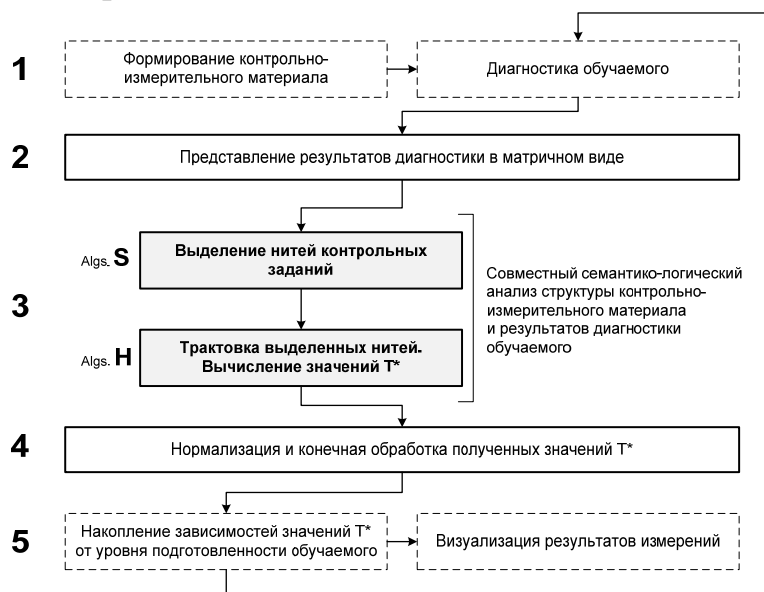 1
Формирование контрольно-
измерительного материала
Диагностика обучаемого
2
Представление результатов диагностики в матричном виде
3
Algs. S
Выделение нитей контрольных
заданий
Algs. H
Трактовка выделенных нитей.
Вычисление значений T*
Совместный семантико-логический
анализ структуры контрольно-
измерительного материала
и результатов диагностики
обучаемого
4
Нормализация и конечная обработка полученных значений T*
5
Накопление зависимостей значений T*
от уровня подготовленности обучаемого
Визуализация результатов измерений